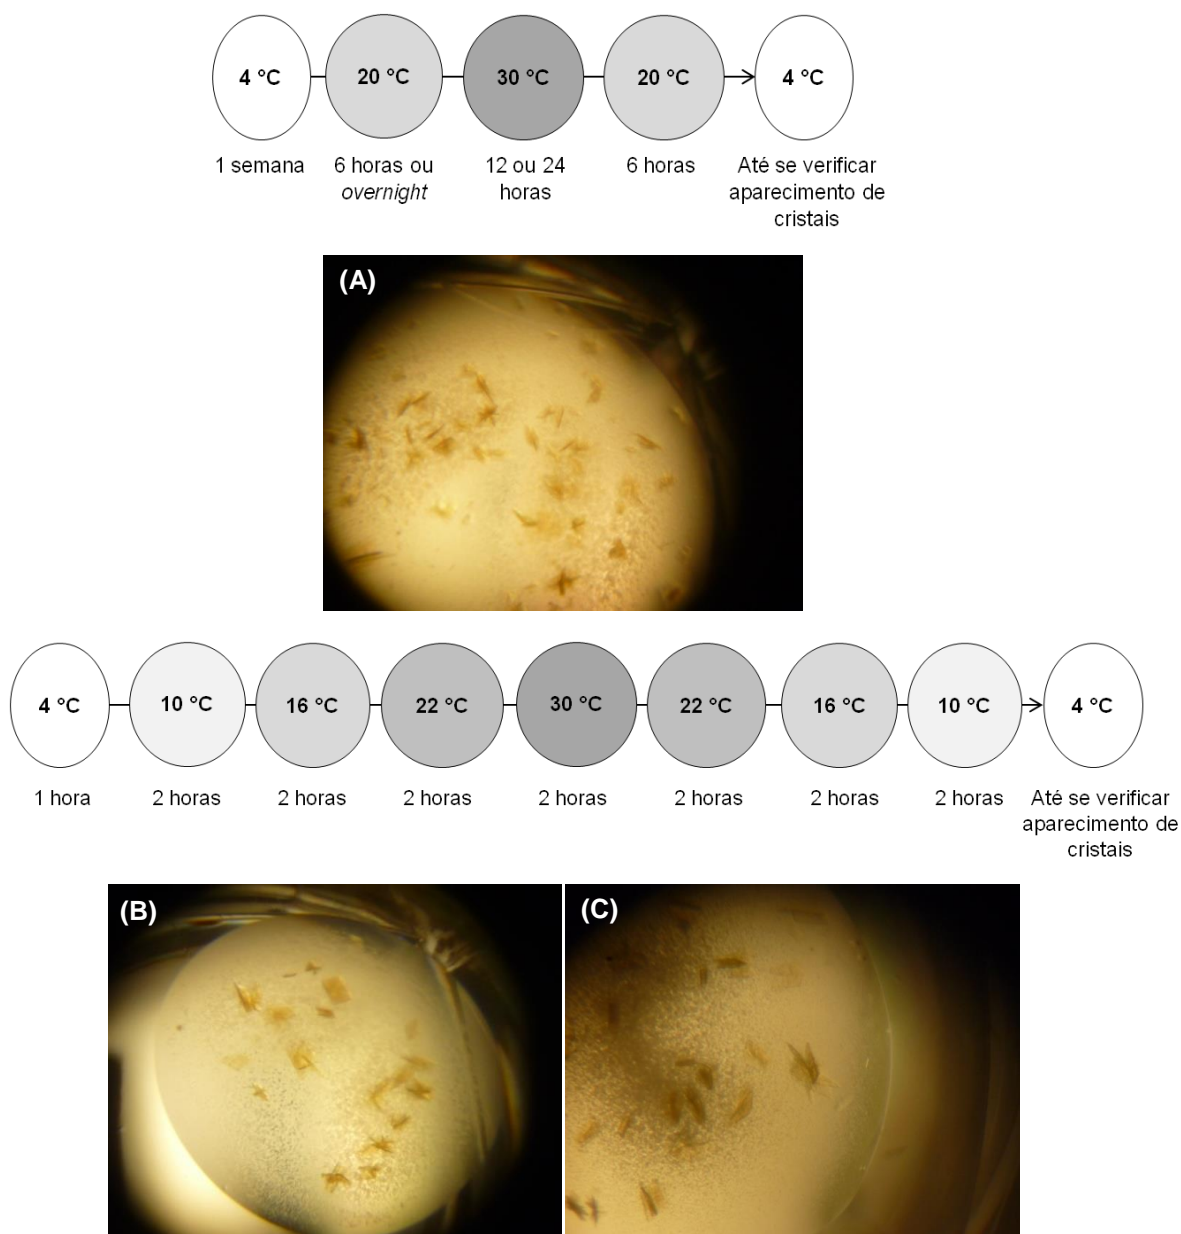 4 °C 20 °C 30 °C 20 °C 4 °C
1 semana 6 horas ou 12 ou 24 6 horas Até se verificar
overnight horas aparecimento de
cristais
(A)
4 °C 10 °C 16 °C 22 °C 30 °C 22 °C 16 °C 10 °C 4 °C
1 hora 2 horas 2 horas 2 horas 2 horas 2 horas 2 horas 2 horas Até se verificar
aparecimento de
cristais
(B) (C)